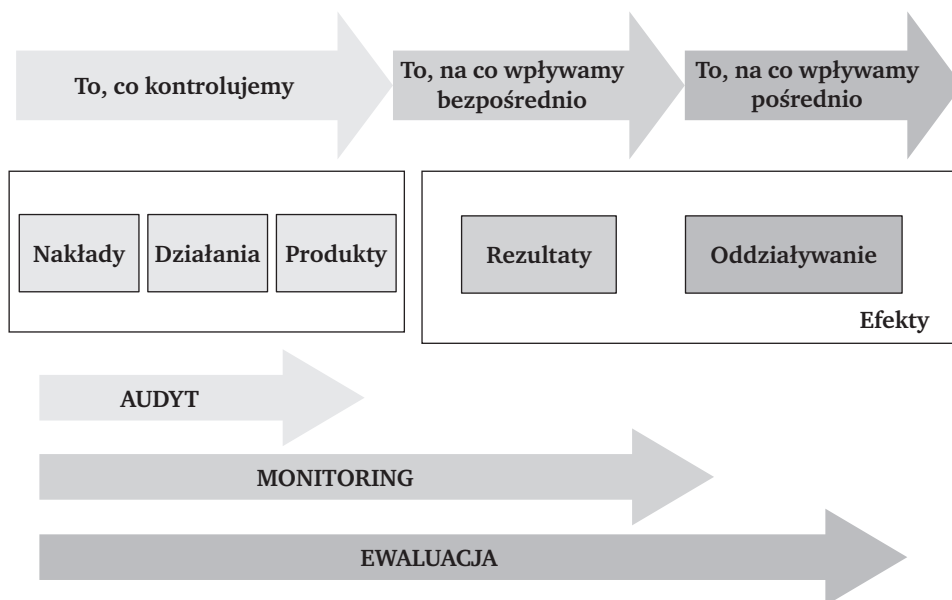 To, co kontrolujemy
To, na co wpływamy
bezpośrednio
To, na co wpływamy
pośrednio
Nakłady
Działania
Produkty
Rezultaty
Oddziaływanie
Efekty
AUDYT
MONITORING
EWALUACJA